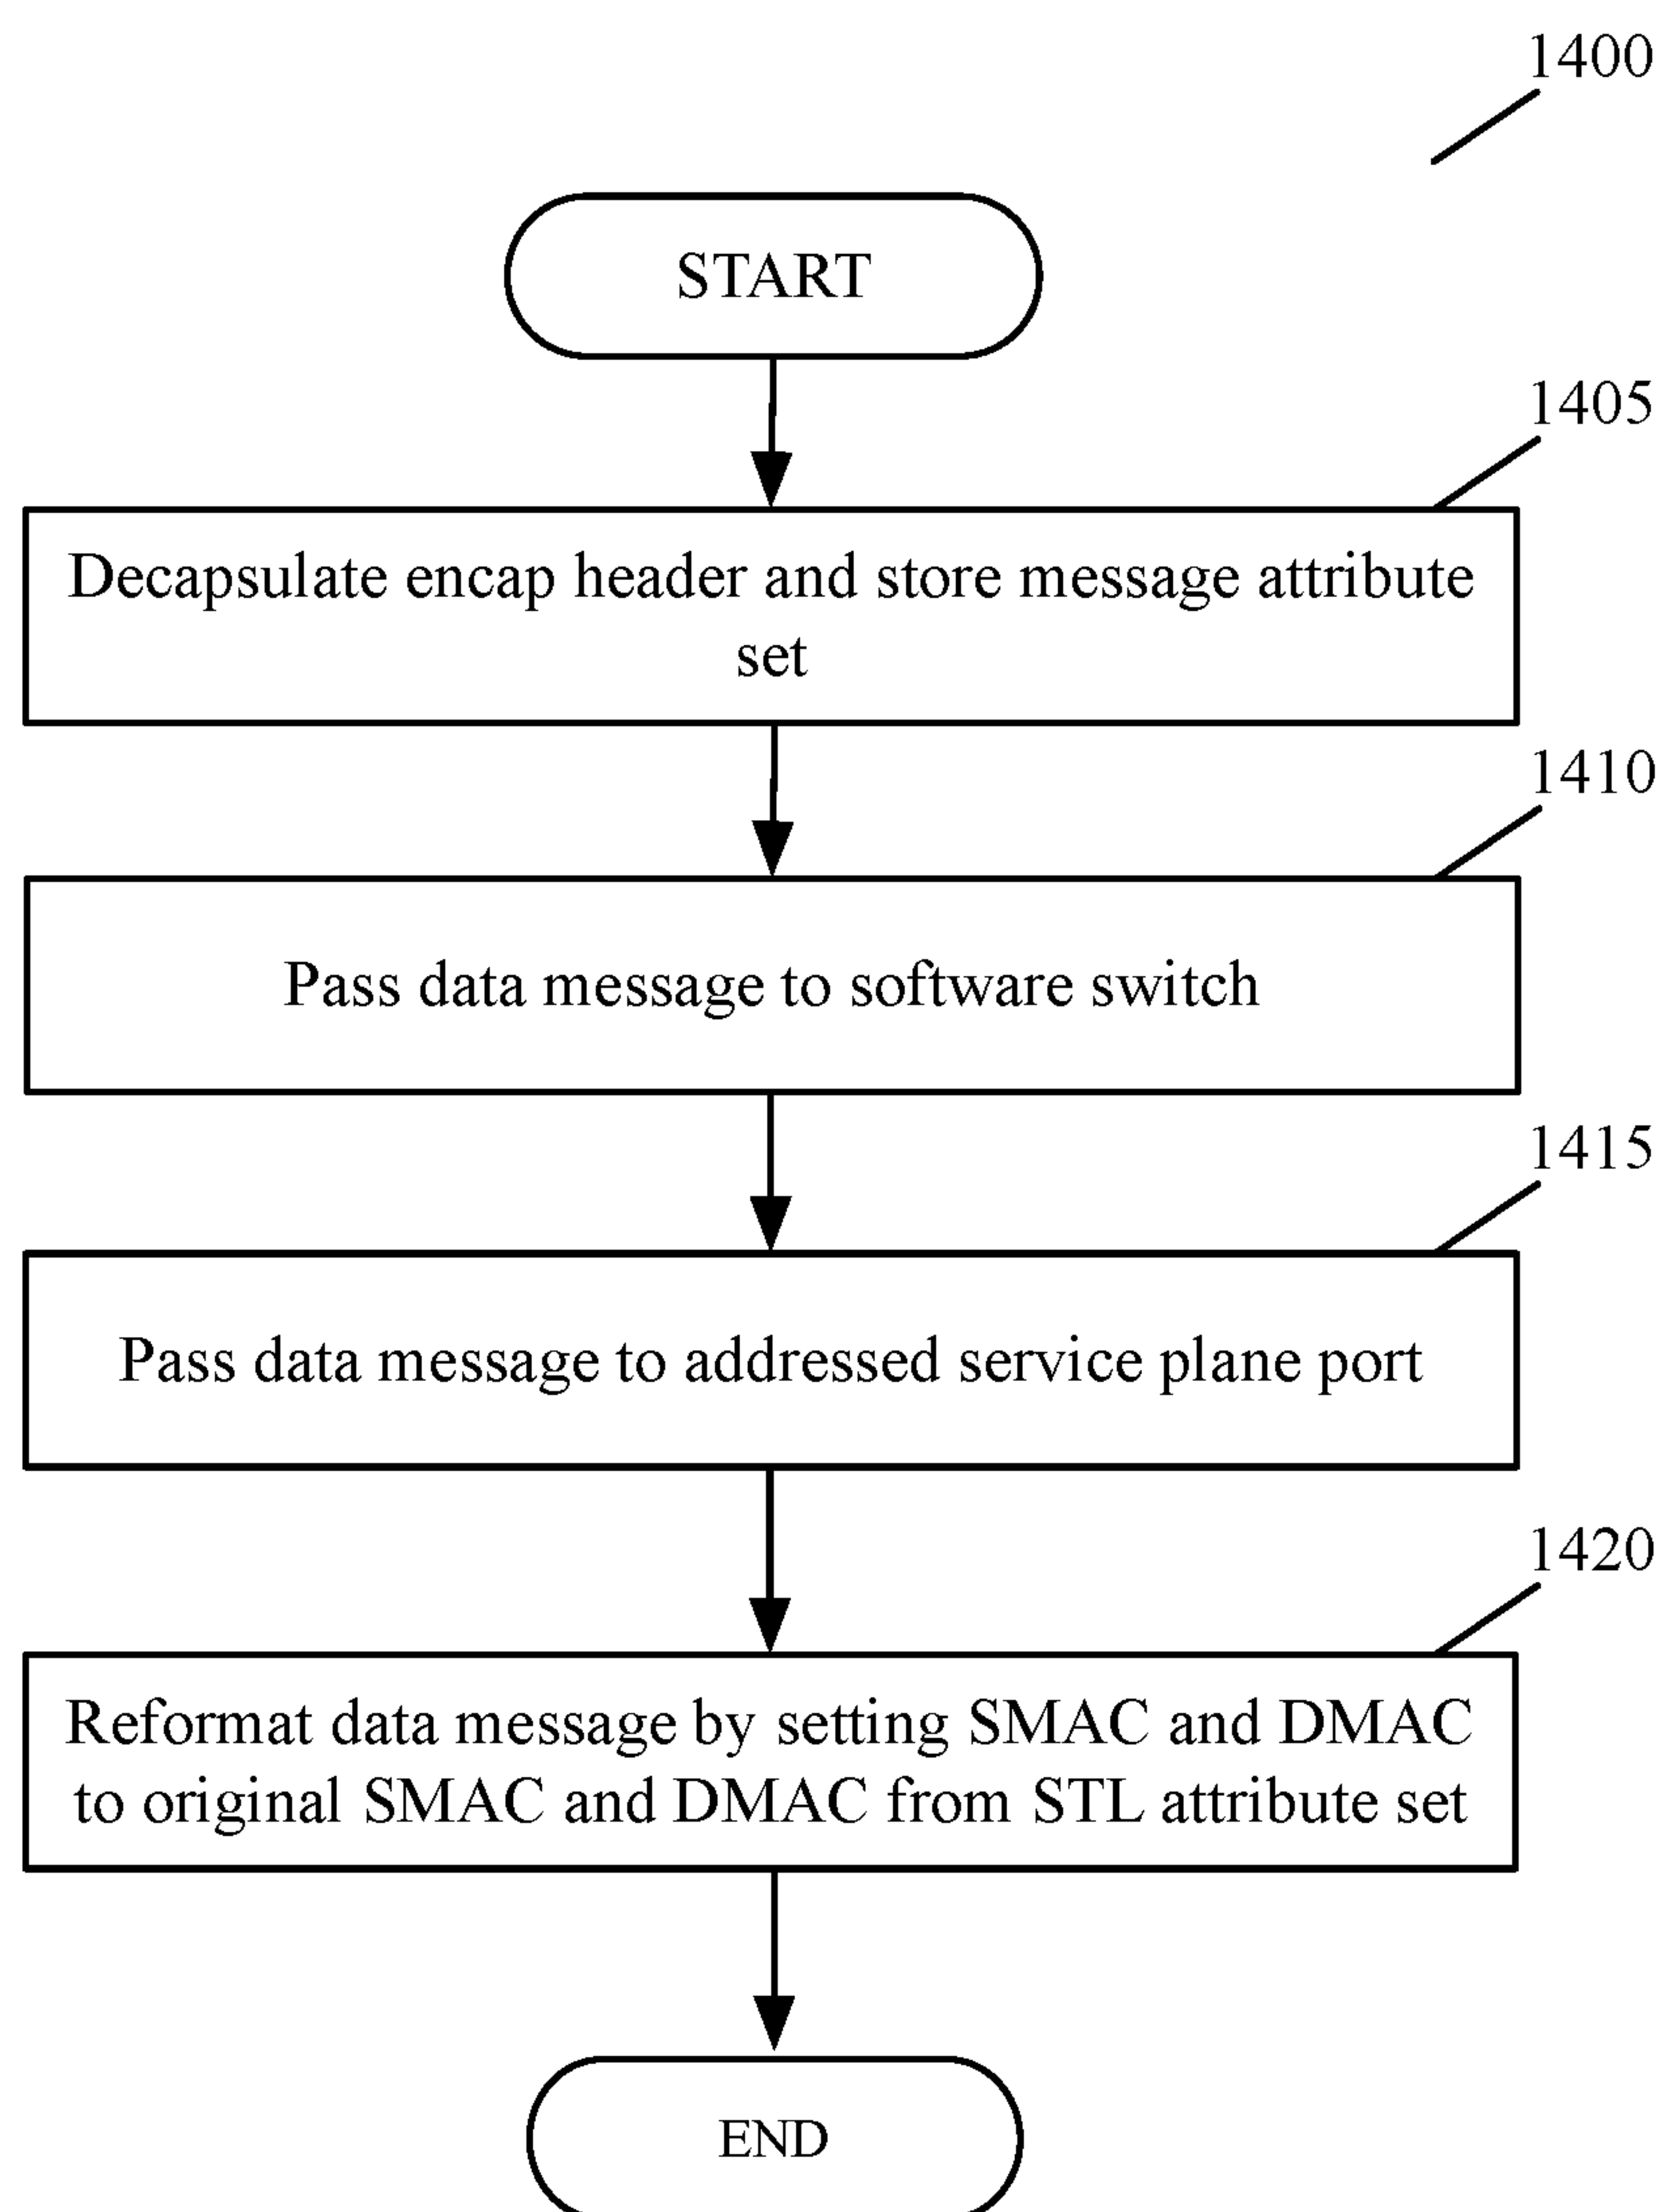 1400
START
1405
Decapsulate encap header and store message attribute
set
1410
Pass data message to software switch
1415
Pass data message to addressed service plane port
1420
Reformat data message by setting SMAC and DMAC
to original SMAC and DMAC from STL attribute set
END